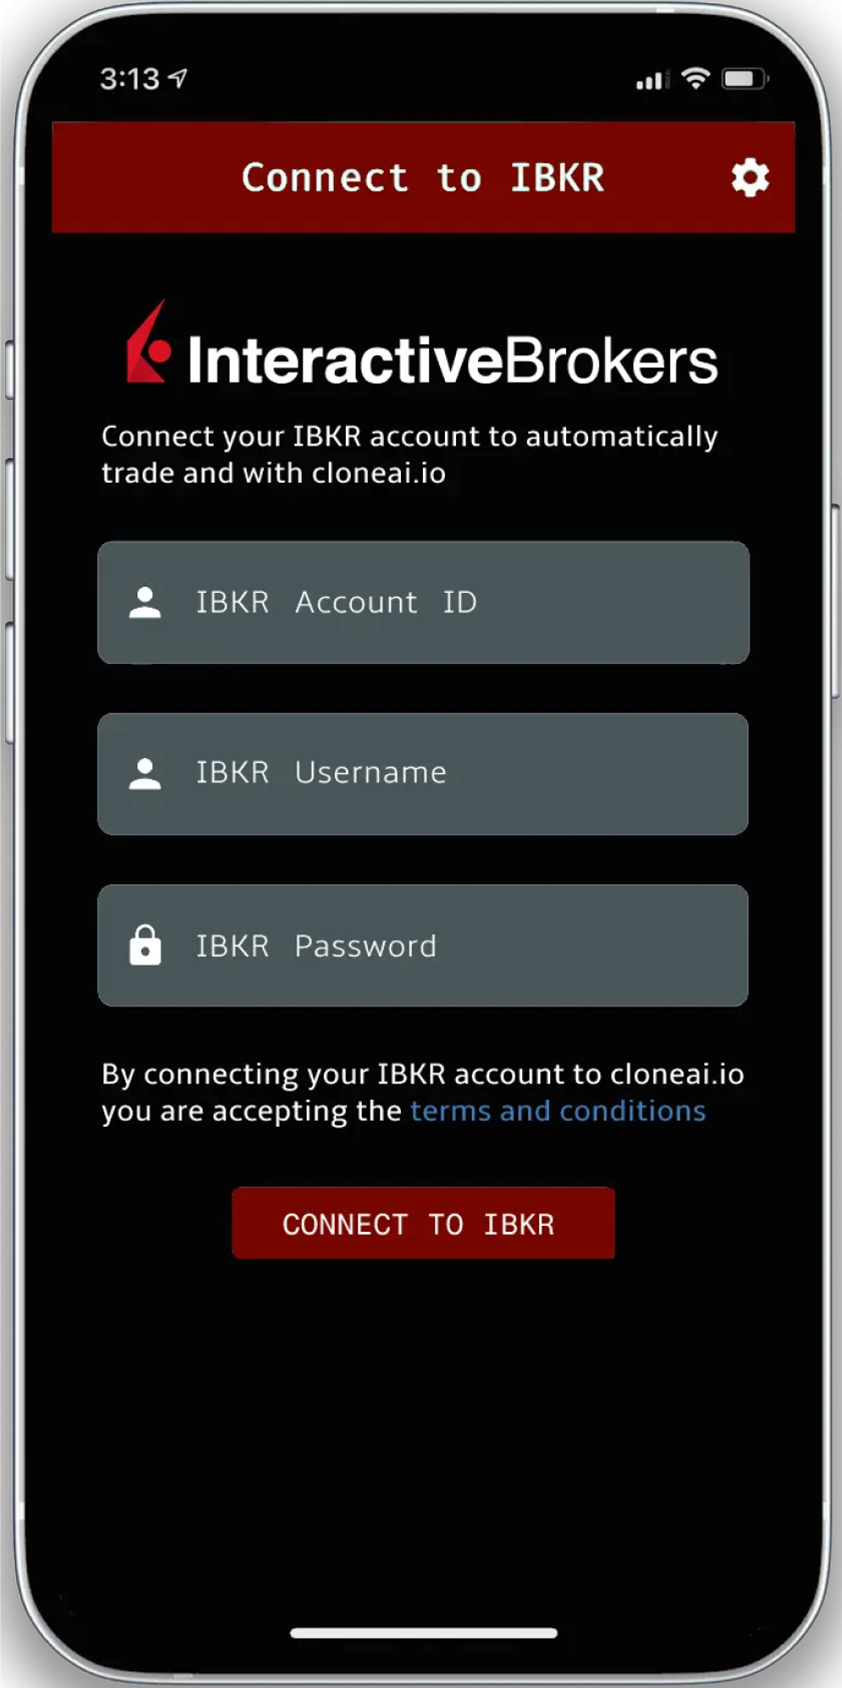 3:13
Connect to IBKR
InteractiveBrokers
Connect your IBKR account to automatically
trade and with cloneai.io
IBKR Account ID
IBKR Username
IBKR Password
By connecting your IBKR account to cloneai.io
you are accepting the terms and conditions
CONNECT TO IBKR